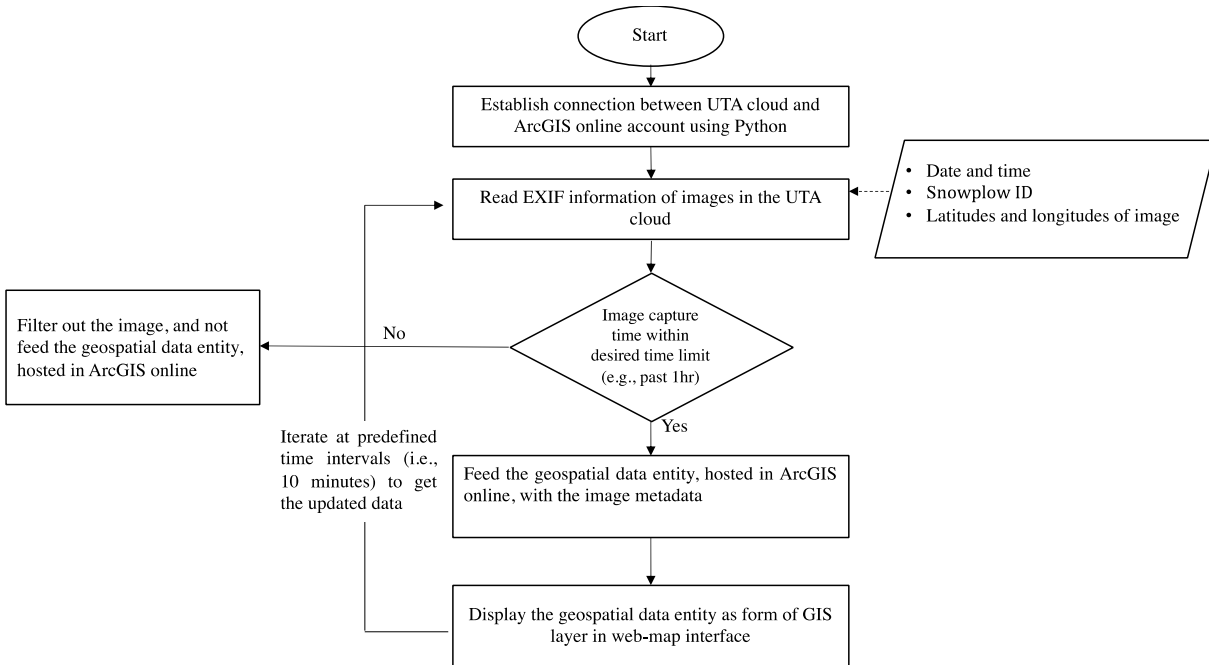 Start
Establish connection between UTA cloud and
ArcGIS online account using Python
• Date and time
• Snowplow ID
• Latitudes and longitudes of image
Read EXIF information of images in the UTA
cloud
Image capture
time within
desired time limit
(e.g., past 1hr)
No
Filter out the image, and not
feed the geospatial data entity,
hosted in ArcGIS online
Yes
Iterate at predefined
time intervals (i.e.,
10 minutes) to get
the updated data
Feed the geospatial data entity, hosted in ArcGIS
online, with the image metadata
Display the geospatial data entity as form of GIS
layer in web-map interface